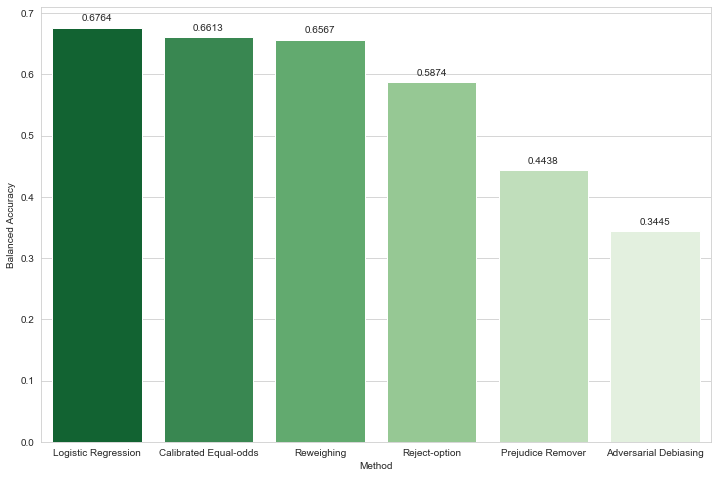 0.7
0.6
0.5
0.4
0.3
0.2
0.1
0.0
Balanced Accuracy
0.6764
0.6613
0.6567
0.5874
0.4438
0.3445
Logistic Regression
Calibrated Equal-odds
Reweighing
Reject-option
Prejudice Remover
Adversarial Debiasing
Method